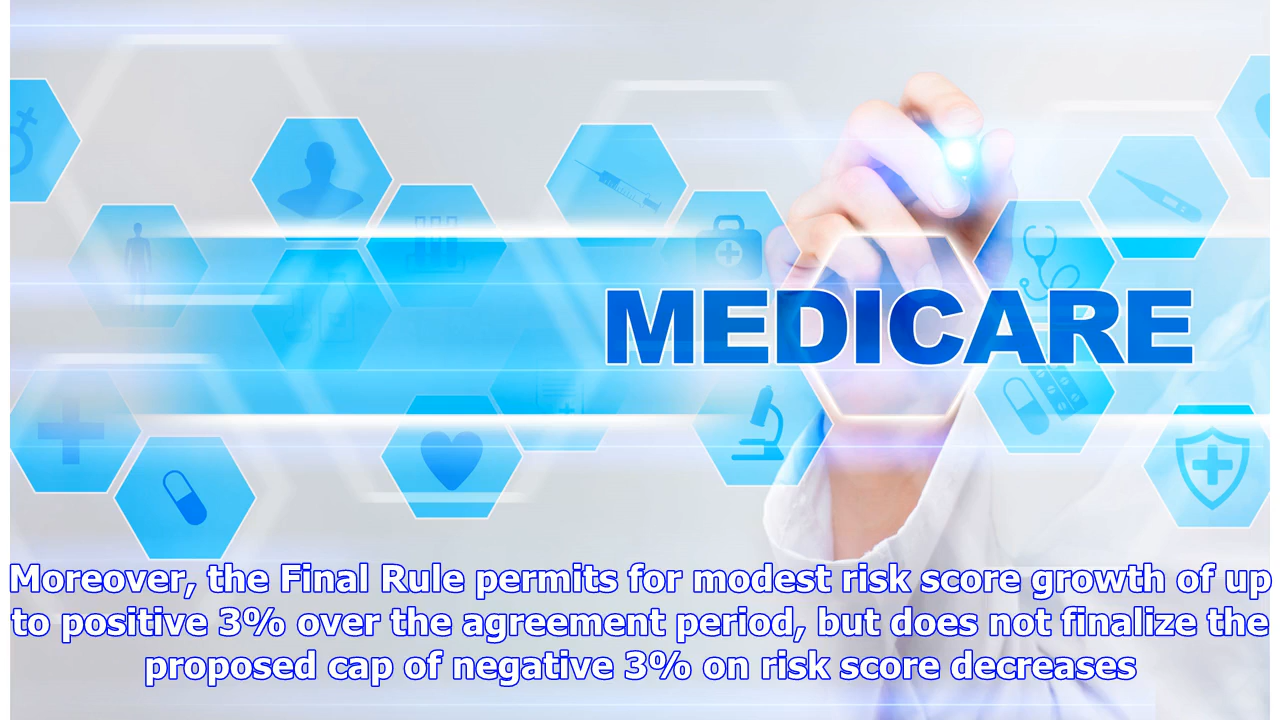 MEDICARE
Moreover, the Final Rule permits for modest risk score growth of up
to positive 3% over the agreement period, but does not finalize the
proposed cap of negative 3% on risk score decreases